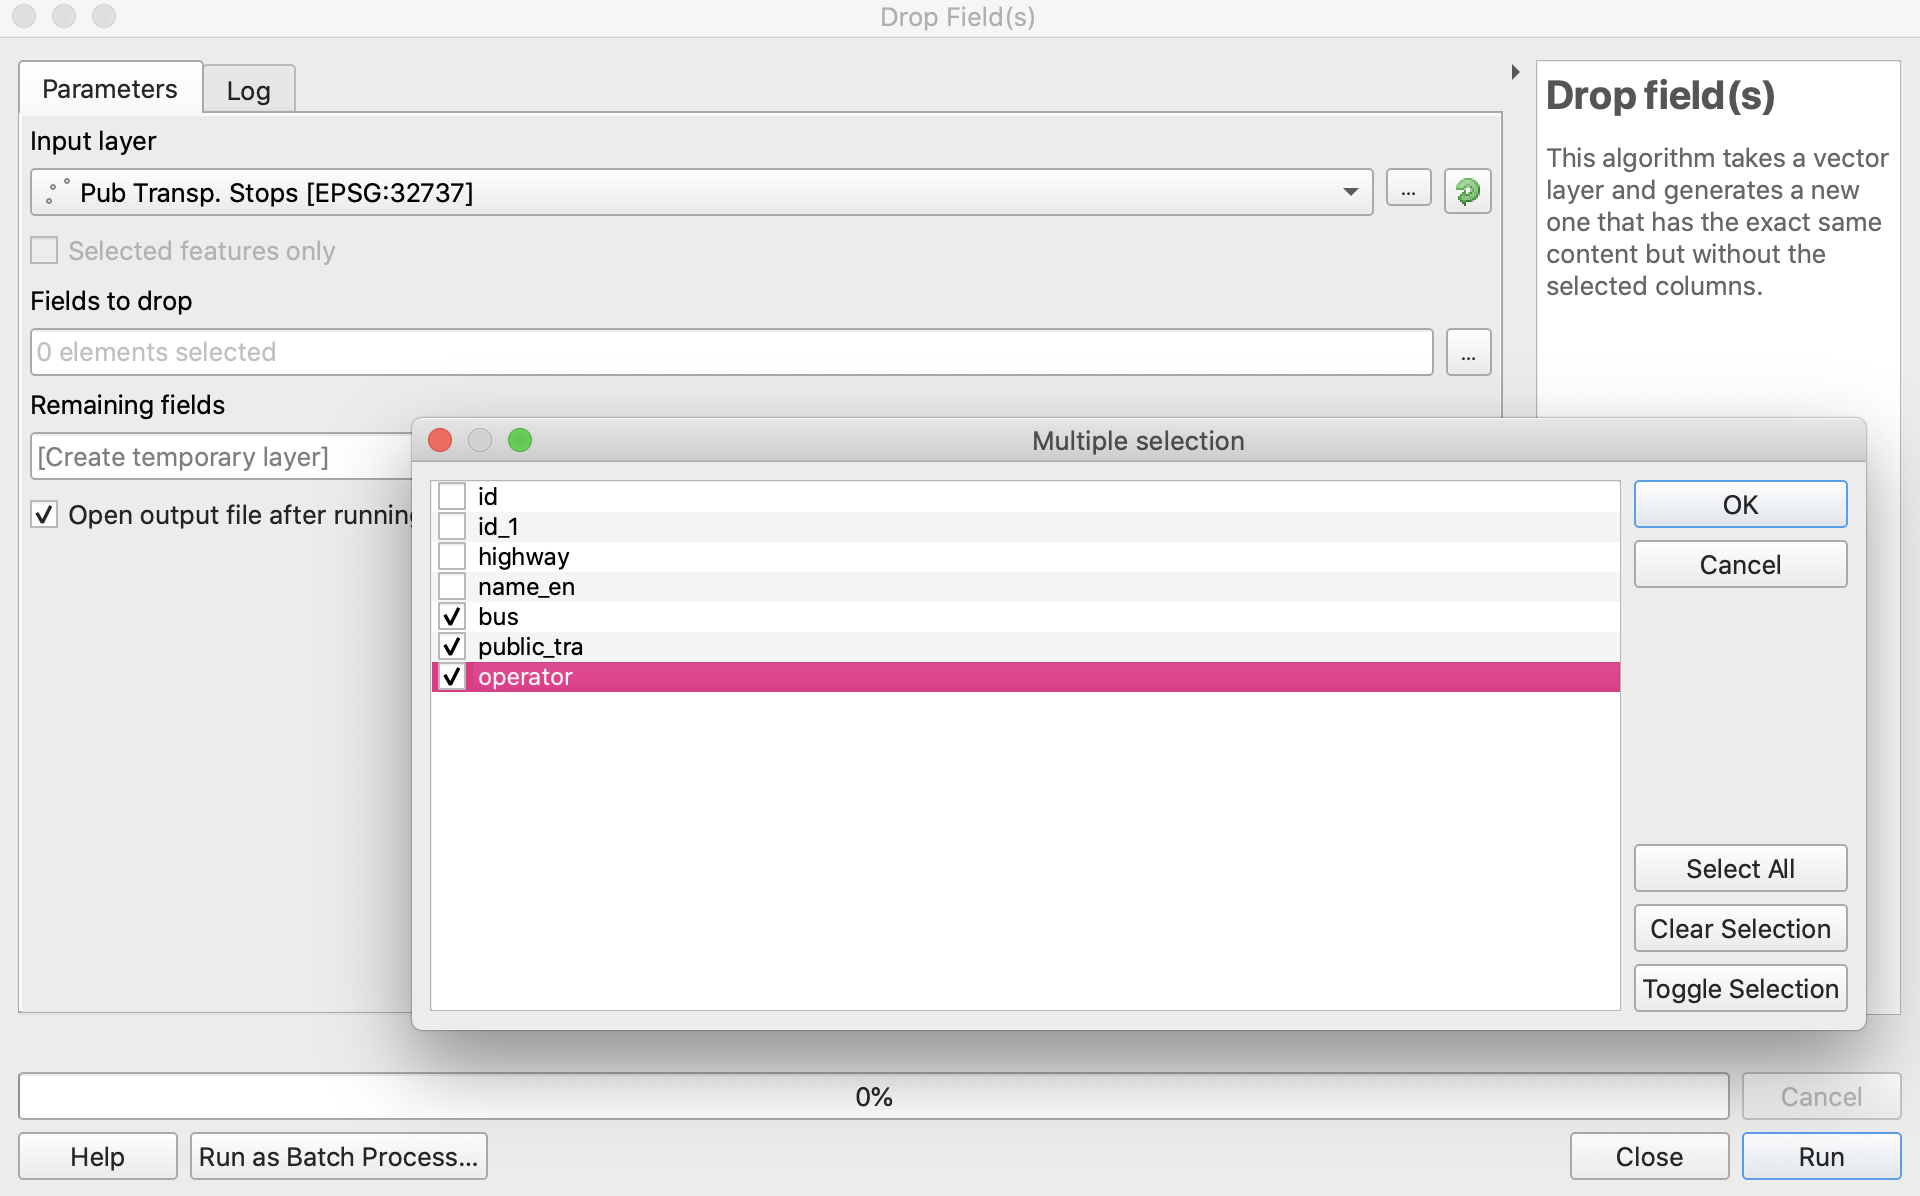 Drop Field(s)
Parameters
Log
Input layer
Pub Transp. Stops [EPSG:32737]
...
Selected features only
Fields to drop
0 elements selected
...
Remaining fields
[Create temporary layer]
Open output file after running
Drop field(s)
This algorithm takes a vector
layer and generates a new
one that has the exact same
content but without the
selected columns.
Multiple selection
id
id_1
highway
name_en
bus
public_tra
operator
OK
Cancel
Select All
Clear Selection
Toggle Selection
0%
Cancel
Help
Run as Batch Process...
Close
Run